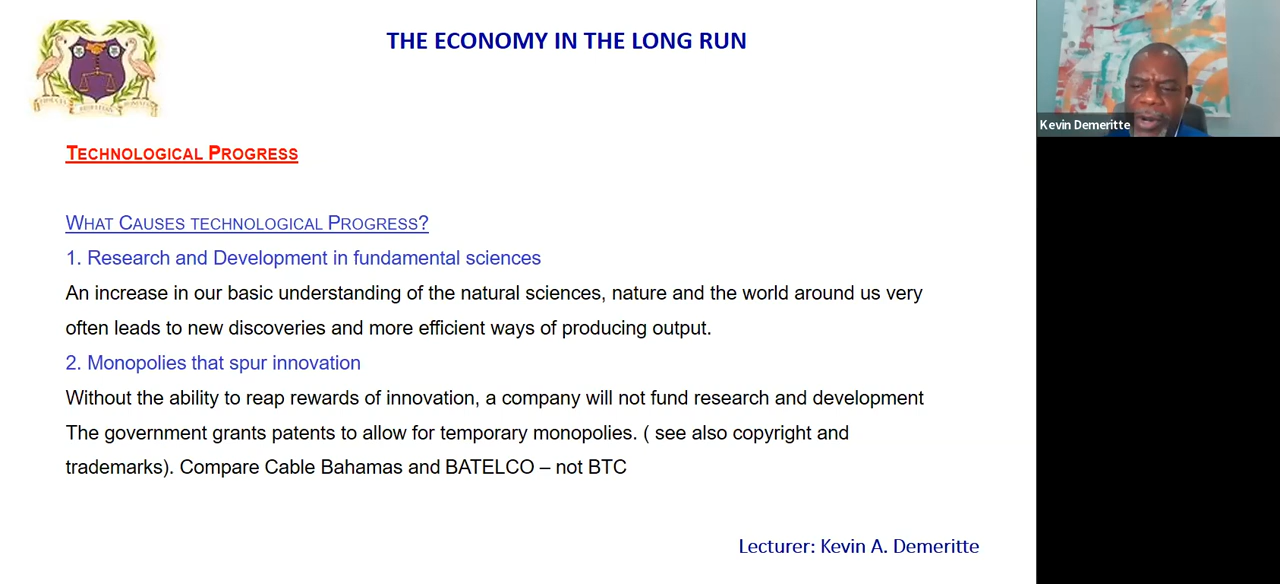 THE ECONOMY IN THE LONG RUN
Kevin Demeritte
TECHNOLOGICAL PROGRESS
WHAT CAUSES TECHNOLOGICAL PROGRESS?
1. Research and Development in fundamental sciences
An increase in our basic understanding of the natural sciences, nature and the world around us very
often leads to new discoveries and more efficient ways of producing output.
2. Monopolies that spur innovation
Without the ability to reap rewards of innovation, a company will not fund research and development
The government grants patents to allow for temporary monopolies. ( see also copyright and
trademarks). Compare Cable Bahamas and BATELCO – not BTC
Lecturer: Kevin A. Demeritte